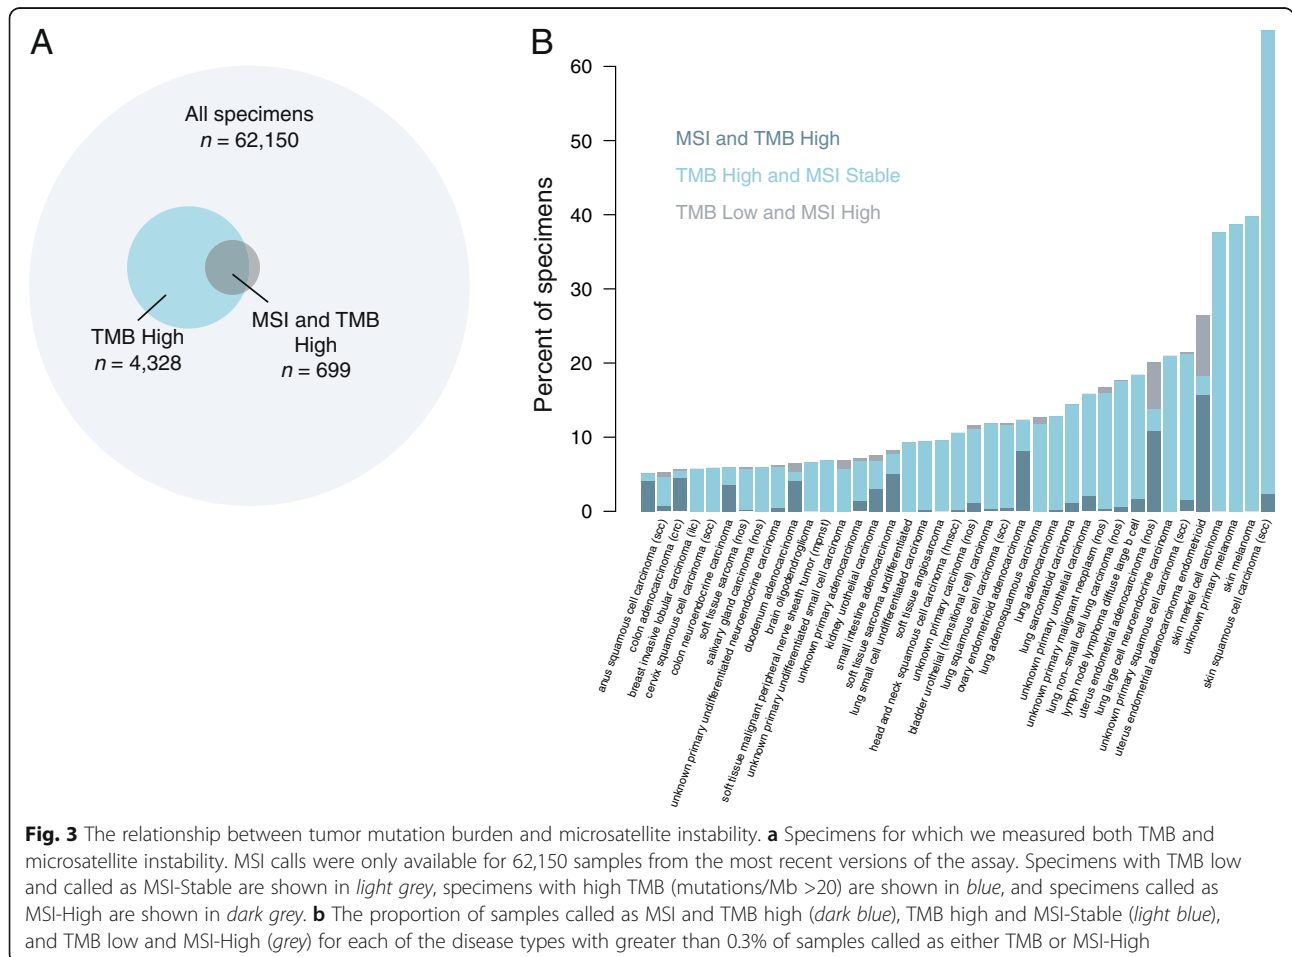 A
All specimens
n = 62,150
TMB High
n = 4,328
MSI and TMB
High
n = 699
B
Percent of specimens
60
50
40
30
20
10
0
MSI and TMB High
TMB High and MSI Stable
TMB Low and MSI High
anus squamous cell carcinoma (scc)
colon adenocarcinoma (crc)
breast invasive lobular carcinoma (ilc)
cervix squamous cell carcinoma (scc)
colon neuroendocrine carcinoma
soft tissue sarcoma (nos)
salivary gland carcinoma (nos)
unknown primary undifferentiated neuroendocrine carcinoma
duodenum adenocarcinoma
brain oligodendroglioma
soft tissue malignant peripheral nerve sheath tumor (mpnst)
unknown primary undifferentiated small cell carcinoma
unknown primary adenocarcinoma
kidney urothelial carcinoma
small intestine adenocarcinoma
soft tissue sarcoma undifferentiated
lung small cell undifferentiated carcinoma
soft tissue angiosarcoma
head and neck squamous cell carcinoma (hnscc)
unknown primary carcinoma (nos)
bladder urothelial (transitional cell) carcinoma
lung squamous cell carcinoma (scc)
ovary endometrioid adenocarcinoma
lung adenosquamous carcinoma
lung adenocarcinoma
lung sarcomatoid carcinoma
unknown primary urothelial carcinoma
unknown primary malignant neoplasm (nos)
lung non-small cell lung carcinoma (nos)
lymph node lymphoma diffuse large b cell
uterus endometrial adenocarcinoma (nos)
lung large cell neuroendocrine carcinoma
unknown primary squamous cell carcinoma (scc)
uterus endometrial adenocarcinoma endometrioid
skin merkel cell carcinoma
unknown primary melanoma
skin melanoma
skin squamous cell carcinoma (scc)
Fig. 3 The relationship between tumor mutation burden and microsatellite instability. a Specimens for which we measured both TMB and
microsatellite instability. MSI calls were only available for 62,150 samples from the most recent versions of the assay. Specimens with TMB low
and called as MSI-Stable are shown in light grey, specimens with high TMB (mutations/Mb >20) are shown in blue, and specimens called as
MSI-High are shown in dark grey. b The proportion of samples called as MSI and TMB high (dark blue), TMB high and MSI-Stable (light blue),
and TMB low and MSI-High (grey) for each of the disease types with greater than 0.3% of samples called as either TMB or MSI-High